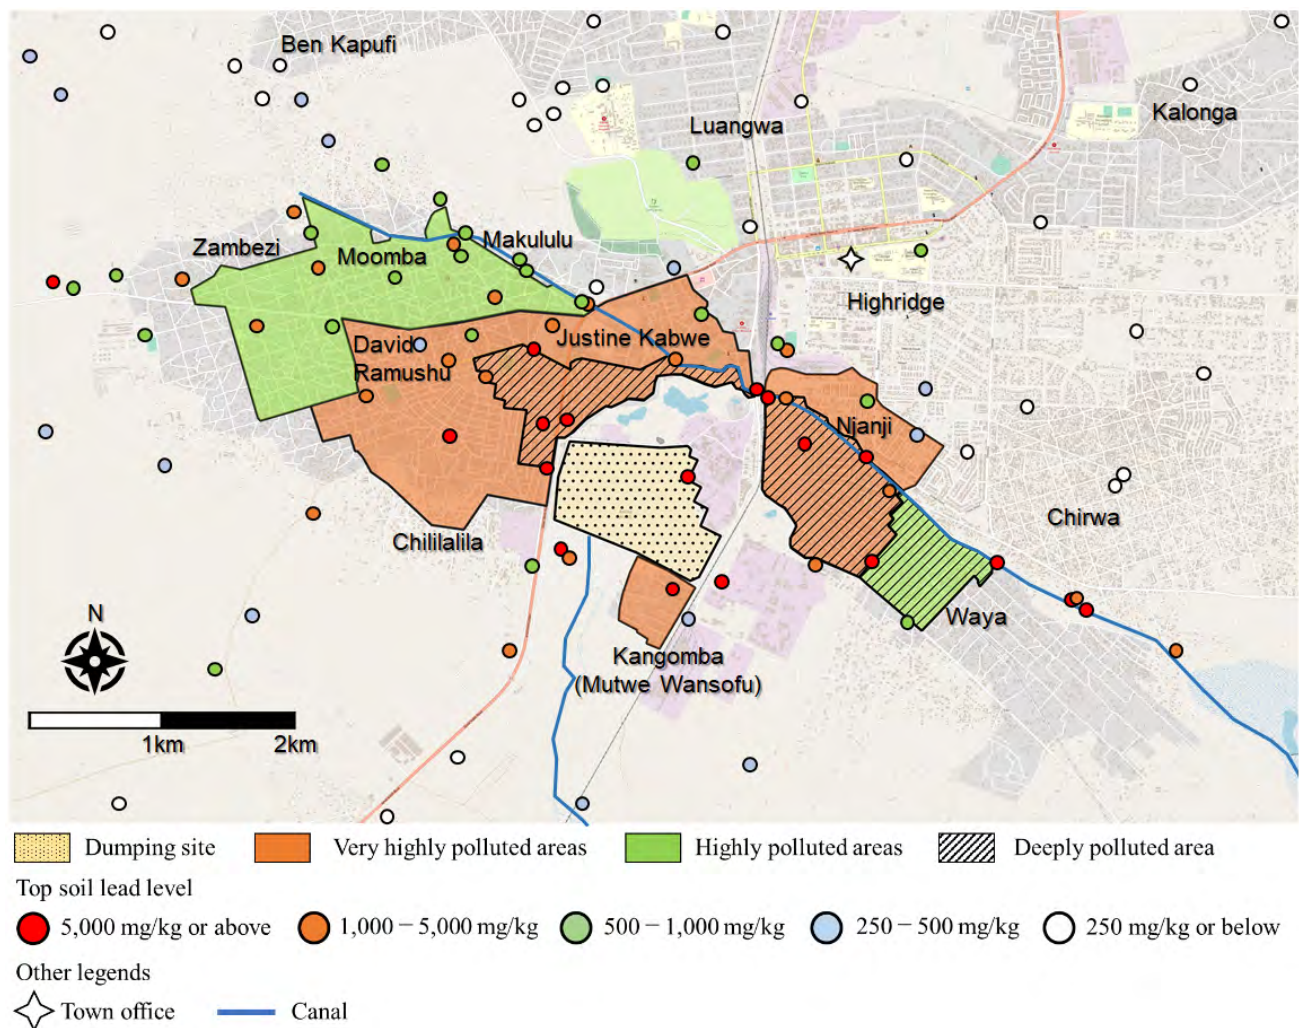 Ben Kapufi
Luangwa
Kalonga
Zambezi
Moomba
Makululu
Highridge
David
Ramushu
Justine Kabwe
Njanji
Chirwa
Chililalila
Waya
Kangomba
(Mutwe Wansofu)
N
1km 2km
Dumping site Very highly polluted areas Highly polluted areas Deeply polluted area
Top soil lead level
5,000 mg/kg or above 1,000 – 5,000 mg/kg 500 – 1,000 mg/kg 250 – 500 mg/kg 250 mg/kg or below
Other legends
Town office Canal